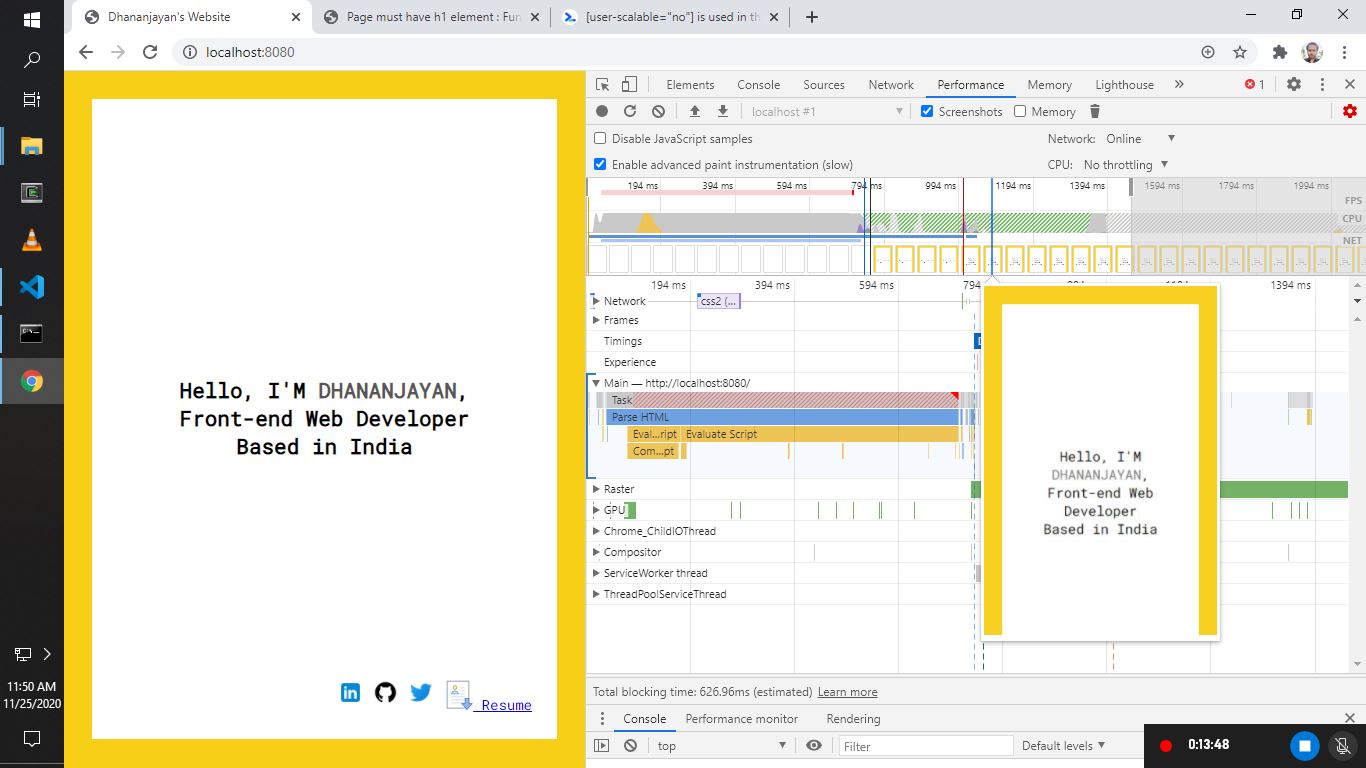 Dhananjayan's Website
Page must have h1 element : Fun
[user-scalable="no"] is used in th
localhost:8080
Hello, I'M DHANANJAYAN,
Front-end Web Developer
Based in India
Resume
11:50 AM
11/25/2020
Elements Console Sources Network Performance Memory Lighthouse 1
localhost #1 Screenshots Memory
Disable JavaScript samples Network: Online
Enable advanced paint instrumentation (slow) CPU: No throttling
194 ms 394 ms 594 ms 794 ms 994 ms 1194 ms 1394 ms 1594 ms 1794 ms 1994 ms
FPS
CPU
NET
194 ms 394 ms 594 ms 794 1394 ms
Network css2 (...
Frames
Timings
Experience
Main — http://localhost:8080/
Task
Parse HTML
Eval...ript Evaluate Script
Com...pt
Raster
GPU
Chrome_ChildIOThread
Compositor
ServiceWorker thread
ThreadPoolServiceThread
Hello, I'M
DHANANJAYAN,
Front-end Web
Developer
Based in India
Total blocking time: 626.96ms (estimated) Learn more
Console Performance monitor Rendering
top Filter Default levels
0:13:48